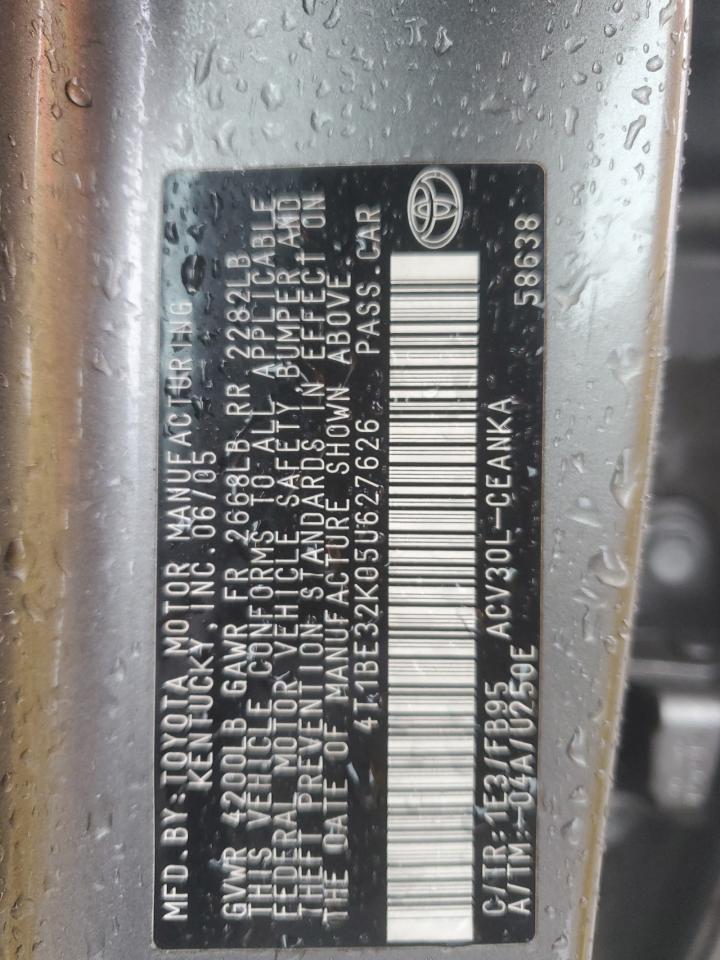 MFD.BY:TOYOTA MOTOR MANUFACTURING
KENTUCKY,INC.06/05
GVWR 4200LB GAWR FR 2668LB RR 2282LB
THIS VEHICLE CONFORMS TO ALL APPLICABLE
FEDERAL MOTOR VEHICLE SAFETY,BUMPER AND
THEFT PREVENTION STANDARDS IN EFFECT ON
THE DATE OF MANUFACTURE SHOWN ABOVE.
4T1BE32K05U627626 PASS.CAR
C/TR:1E3/FB95 ACV30L-CEANKA
A/TM:-04A/U250E 58638